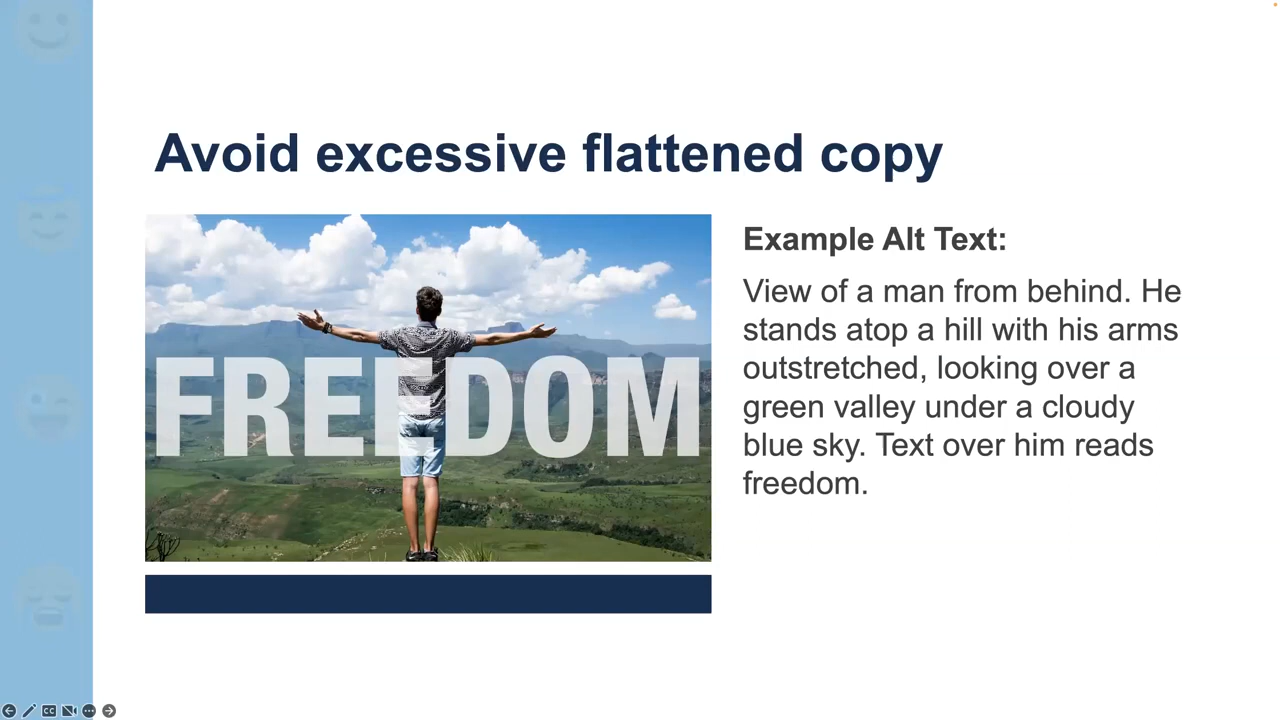 Avoid excessive flattened copy
FREEDOM
Example Alt Text:
View of a man from behind. He
stands atop a hill with his arms
outstretched, looking over a
green valley under a cloudy
blue sky. Text over him reads
freedom.
CC